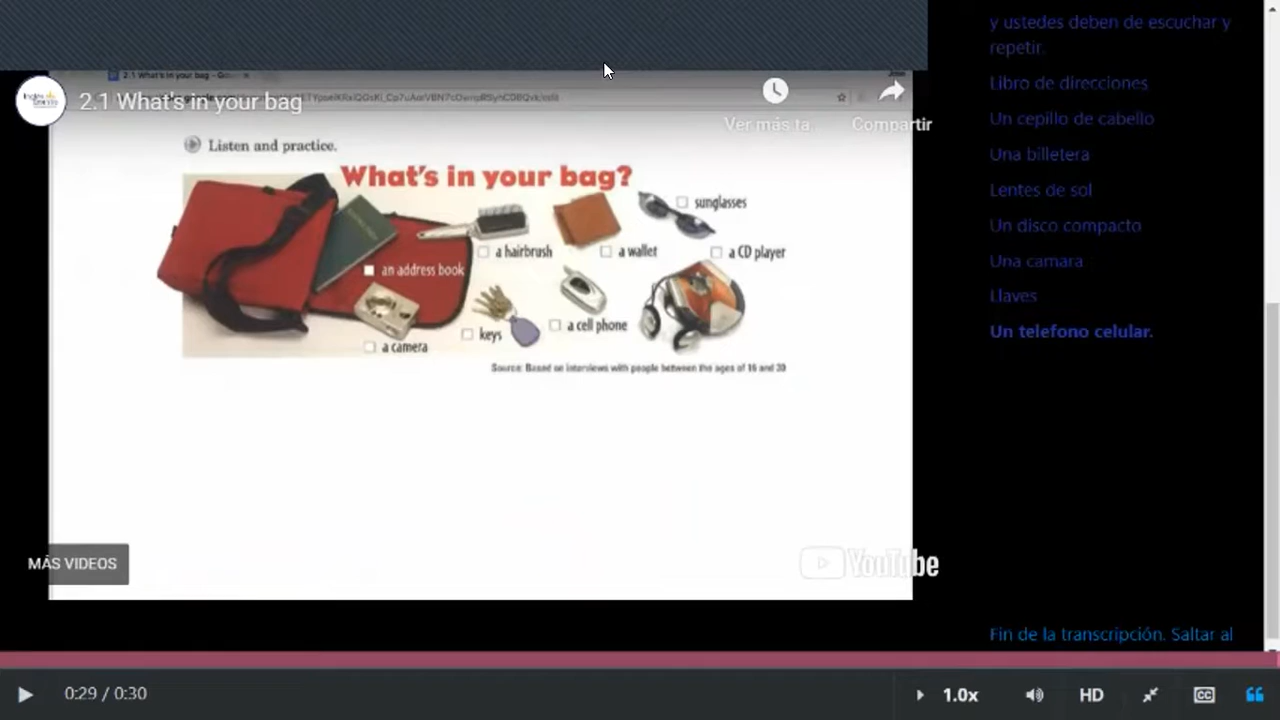 2.1 What's in your bag
Ver más ta
Compartir
Listen and practice.
What's in your bag?
sunglasses
a hairbrush
a wallet
a CD player
an address book
a cell phone
keys
a camera
Source: Based on interviews with people between the ages of 16 and 30
MÁS VIDEOS
YouTube
y ustedes deben de escuchar y
repetir.
Libro de direcciones
Un cepillo de cabello
Una billetera
Lentes de sol
Un disco compacto
Una camara
Llaves
Un telefono celular.
Fin de la transcripción. Saltar al
0:29 / 0:30
1.0x
HD
CC